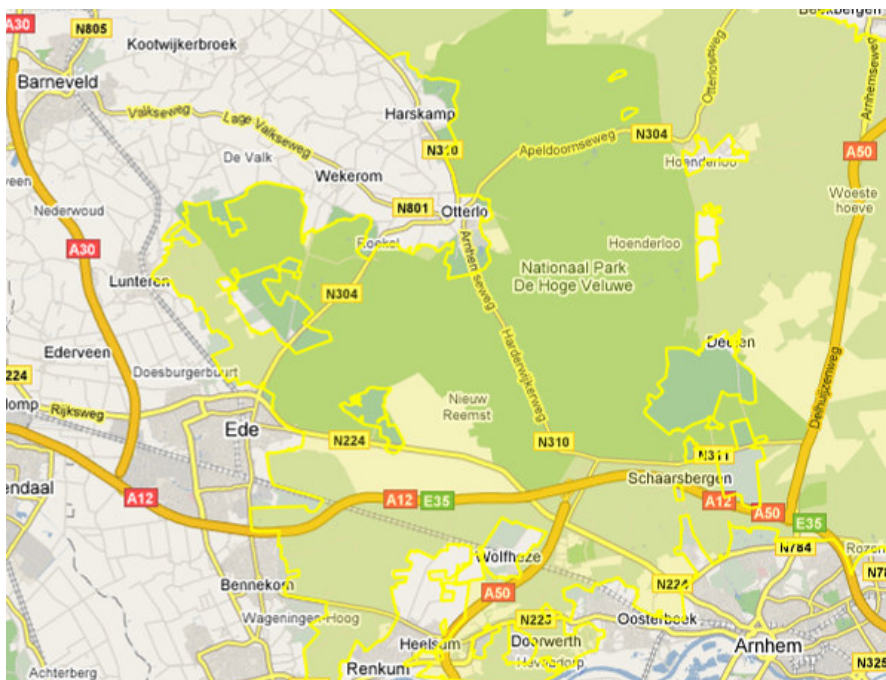 Beekbergen
A30
N805
Kootwijkerbroek
Barneveld
Valkseweg
Lage Valkseweg
De Valk
Wekerom
Harskamp
N310
Apeldoornseweg
N304
Otterloseweg
Arnhemseweg
Hoenderloo
A50
Woeste
hoeve
Nederwoud
N801
Otterlo
Roekel
Arnhemseweg
Hoenderloo
Nationaal Park
De Hoge Veluwe
A30
Lunteren
N304
Harderwijkerweg
Deelen
Delhuijzenweg
Ederveen
Doesburgerbuurt
N224
Rijksweg
Ede
Nieuw
Reemst
N224
N310
N311
Schaarsbergen
A12
A12
E35
A12
A50
E35
Wolfheze
N784
Bennekom
A50
N224
Wageningen-Hoog
N225
Oosterbeek
Heelsum
Doorwerth
Arnhem
Renkum
Heveadorp
N325
Achterberg